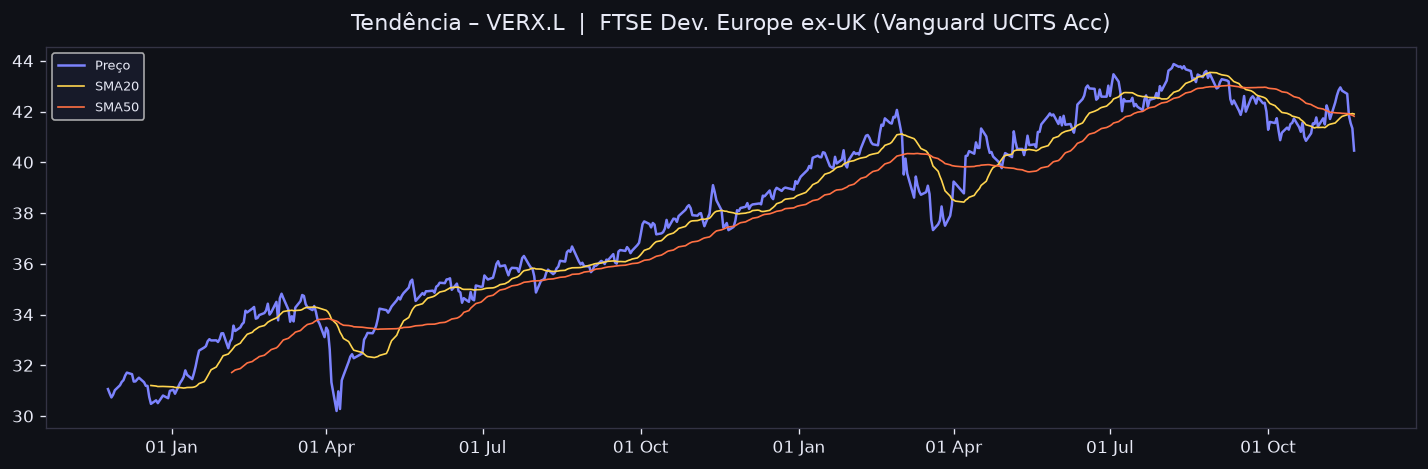 Tendência – VERX.L | FTSE Dev. Europe ex-UK (Vanguard UCITS Acc)
Preço
SMA20
SMA50
44
42
40
38
36
34
32
30
01 Jan 01 Apr 01 Jul 01 Oct 01 Jan 01 Apr 01 Jul 01 Oct